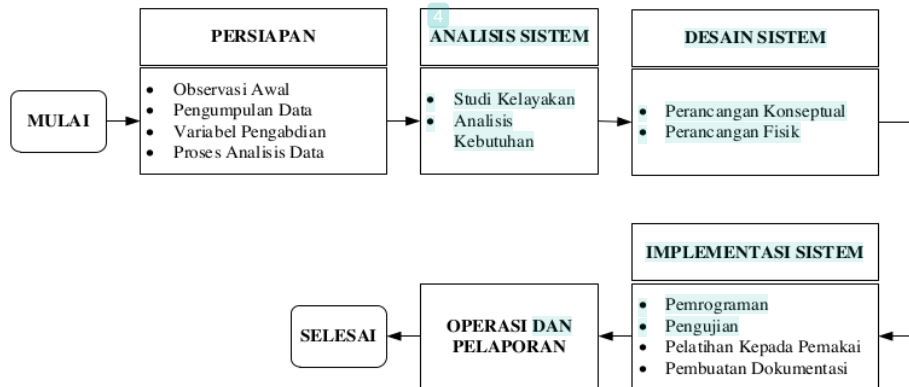 4
PERSIAPAN
ANALISIS SISTEM
DESAIN SISTEM
MULAI
• Observasi Awal
• Pengumpulan Data
• Variabel Pengabdian
• Proses Analisis Data
• Studi Kelayakan
• Analisis
Kebutuhan
• Perancangan Konseptual
• Perancangan Fisik
IMPLEMENTASI SISTEM
• Pemrograman
• Pengujian
• Pelatihan Kepada Pemakai
• Pembuatan Dokumentasi
OPERASI DAN
PELAPORAN
SELESAI